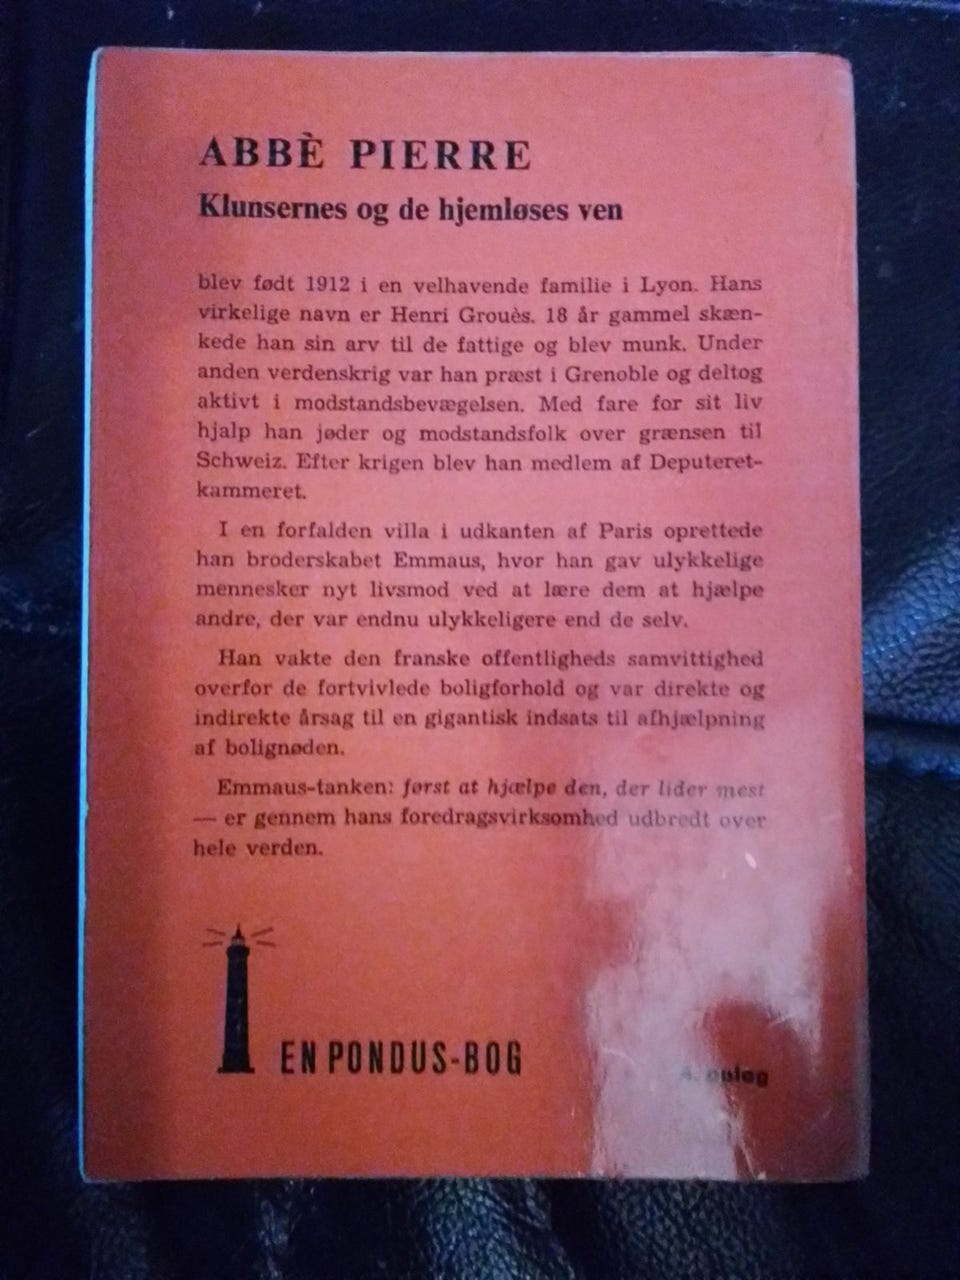 ABBÈ PIERRE
Klunsernes og de hjemløses ven
blev født 1912 i en velhavende familie i Lyon. Hans
virkelige navn er Henri Grouès. 18 år gammel skæn-
kede han sin arv til de fattige og blev munk. Under
anden verdenskrig var han præst i Grenoble og deltog
aktivt i modstandsbevægelsen. Med fare for sit liv
hjalp han jøder og modstandsfolk over grænsen til
Schweiz. Efter krigen blev han medlem af Deputeret-
kammeret.
I en forfalden villa i udkanten af Paris oprettede
han broderskabet Emmaus, hvor han gav ulykkelige
mennesker nyt livsmod ved at lære dem at hjælpe
andre, der var endnu ulykkeligere end de selv.
Han vakte den franske offentligheds samvittighed
overfor de fortvivlede boligforhold og var direkte og
indirekte årsag til en gigantisk indsats til afhjælpning
af bolignøden.
Emmaus-tanken: først at hjælpe den, der lider mest
— er gennem hans foredragsvirksomhed udbredt over
hele verden.
EN PONDUS-BOG
4. oplag